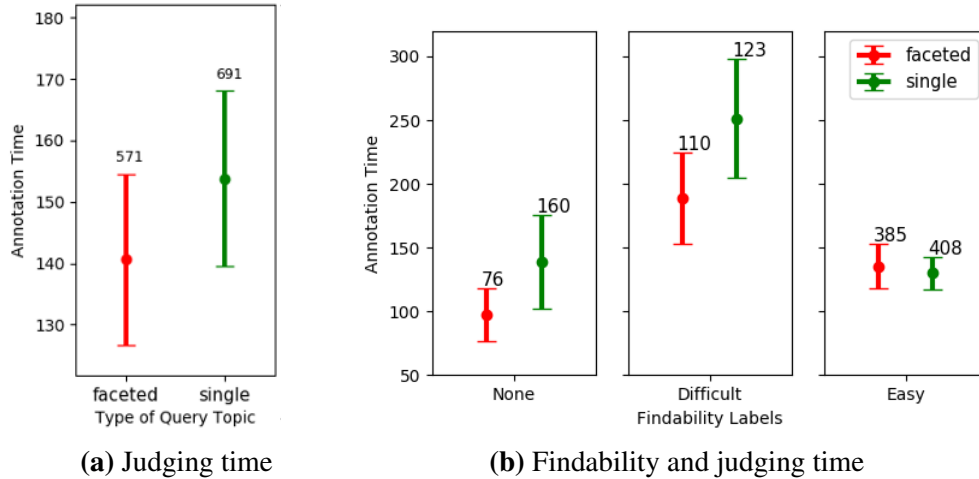 180
170
160
150
140
130
Annotation Time
571
691
faceted single
Type of Query Topic
(a) Judging time
300
250
200
150
100
50
Annotation Time
76
160
None
110
123
Difficult
Findability Labels
faceted
single
385
408
Easy
(b) Findability and judging time